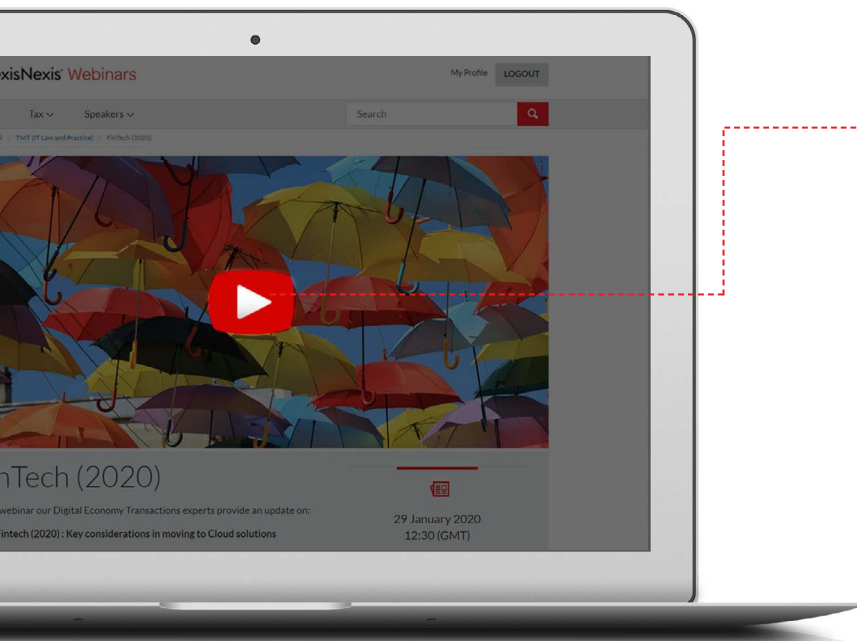 xisNexis® Webinars
My Profile LOGOUT
Tax Speakers Search
TMT (IT Law and Practice) > FinTech (2020)
nTech (2020)
webinar our Digital Economy Transactions experts provide an update on:
intech (2020) : Key considerations in moving to Cloud solutions
29 January 2020
12:30 (GMT)